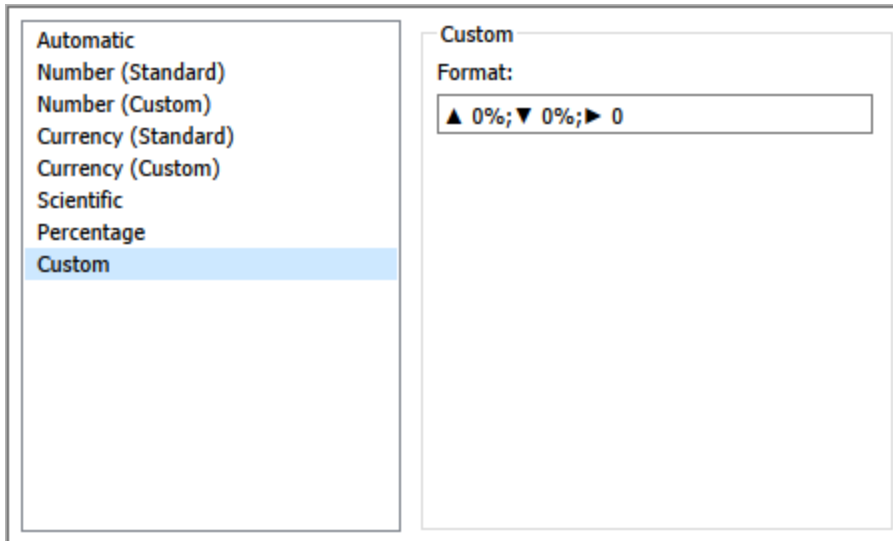 Automatic
Number (Standard)
Number (Custom)
Currency (Standard)
Currency (Custom)
Scientific
Percentage
Custom
Custom
Format:
▲ 0%;▼ 0%;► 0